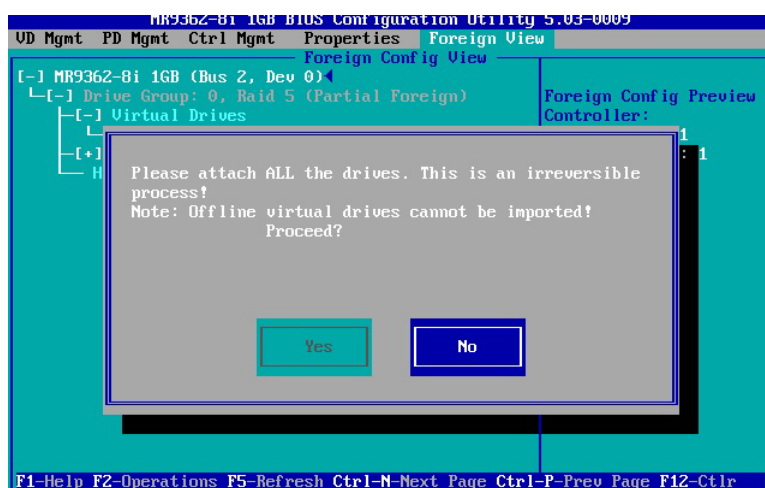 MR9362-8i 1GB BIOS Configuration Utility 5.03-0009
VD Mgmt PD Mgmt Ctrl Mgmt Properties Foreign View
Foreign Config View
[-] MR9362-8i 1GB (Bus 2, Dev 0)
[-] Drive Group: 0, Raid 5 (Partial Foreign)
Foreign Config Preview
[-] Virtual Drives
Controller:
1
[+]
: 1
H
Please attach ALL the drives. This is an irreversible
process!
Note: Offline virtual drives cannot be imported!
Proceed?
Yes No
F1-Help F2-Operations F5-Refresh Ctrl-N-Next Page Ctrl-P-Prev Page F12-Ctlr